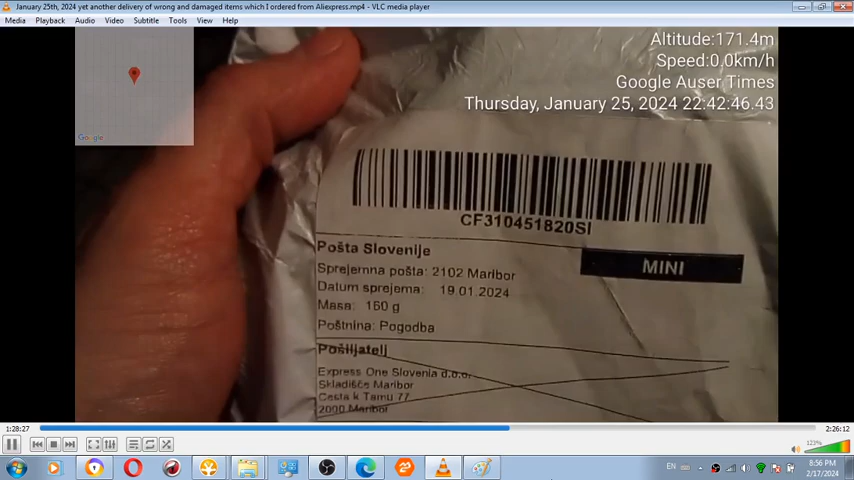 January 25th, 2024 yet another delivery of wrong and damaged items which I ordered from Aliexpress.mp4 - VLC media player
Media Playback Audio Video Subtitle Tools View Help
Altitude:171.4m
Speed:0.0km/h
Google Auser Times
Thursday, January 25, 2024 22:42:46.43
Google
CF310451820SI
Pošta Slovenije
MINI
Sprejemna pošta: 2102 Maribor
Datum sprejema: 19.01.2024
Masa: 160 g
Poštnina: Pogodba
Pošiljatelj
Express One Slovenia d.o.o.
Skladišče Maribor
Cesta k Tamu 77
2000 Maribor
1:28:27
2:26:12
123%
EN
8:56 PM
2/17/2024